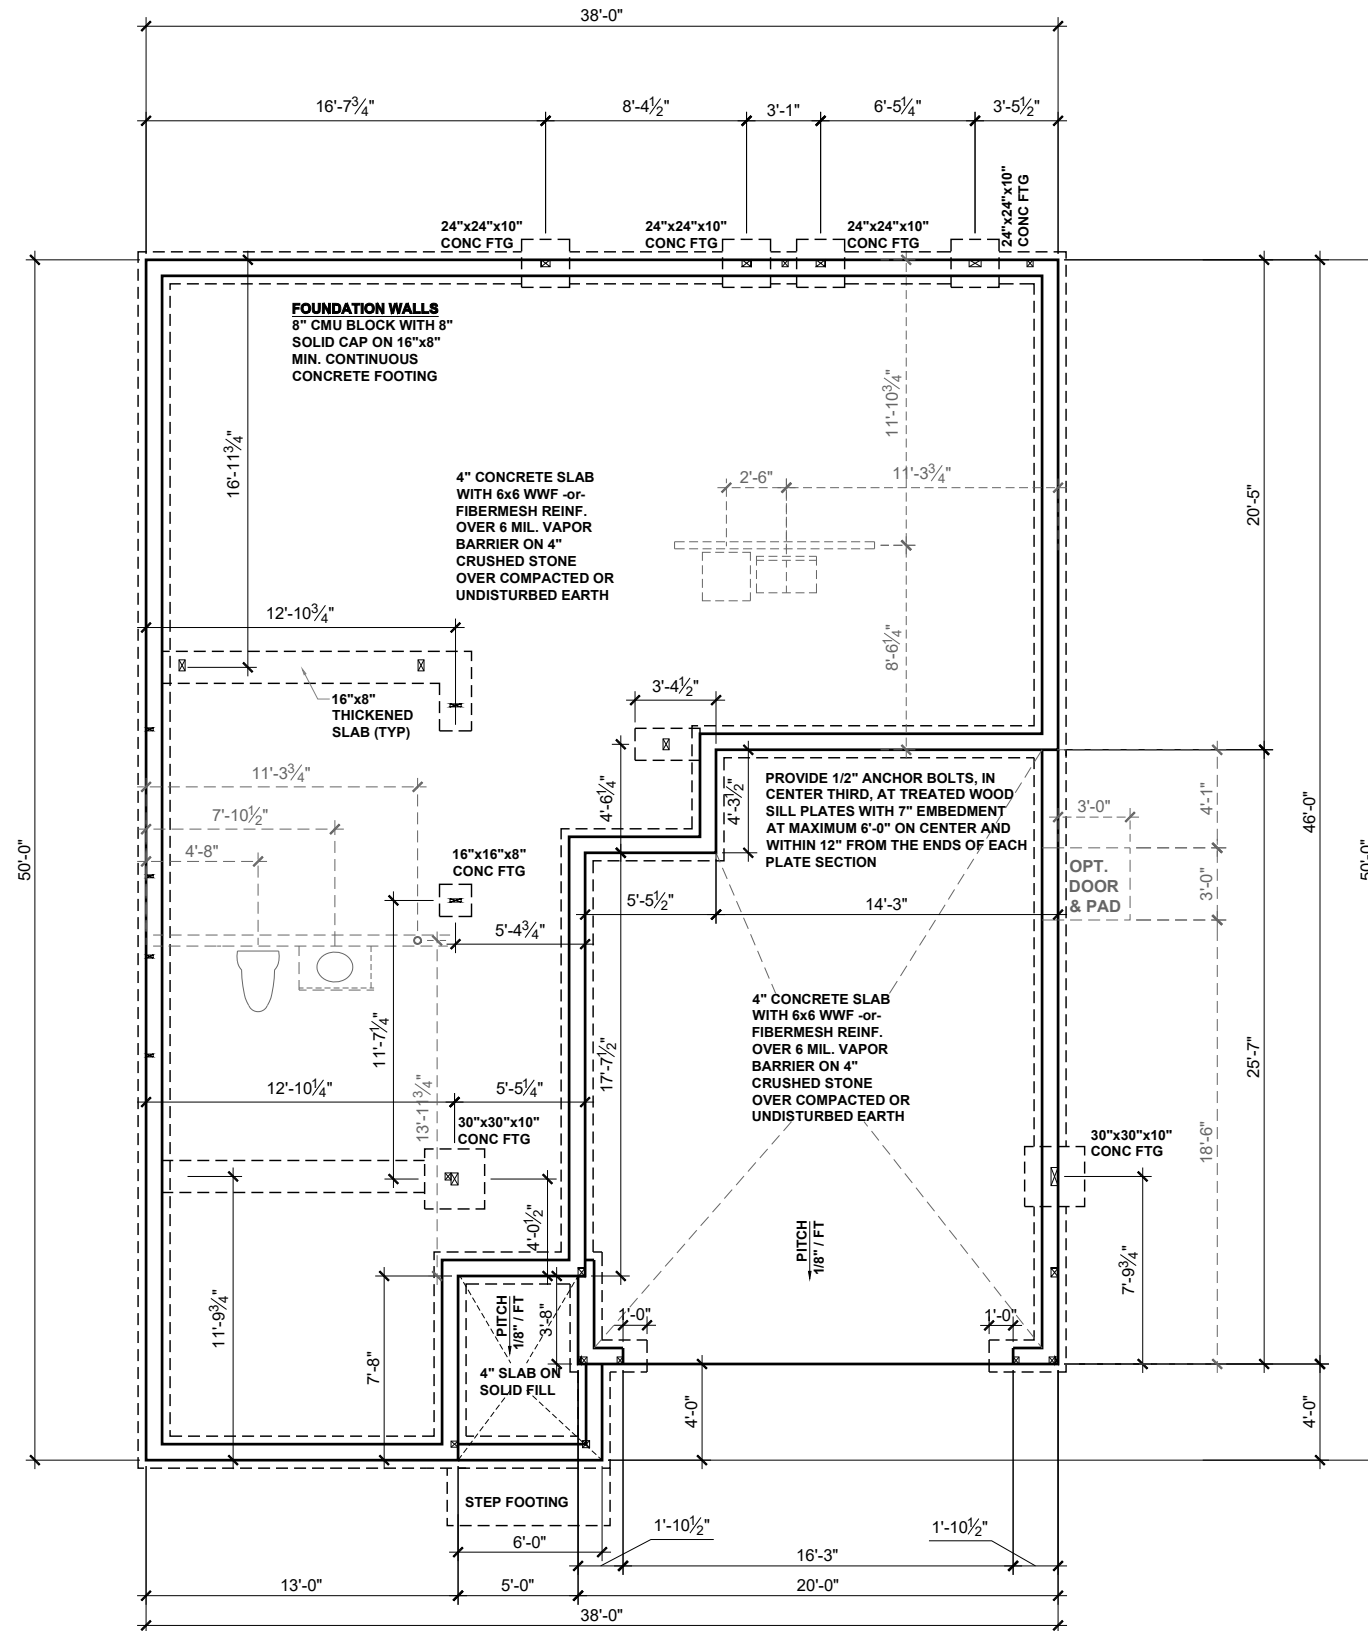 38'-0"
16'-7¾"
8'-4½"
3'-1"
6'-5¼"
3'-5½"
24"x24"x10"
CONC FTG
24"x24"x10"
CONC FTG
24"x24"x10"
CONC FTG
24"x24"x10"
CONC FTG
FOUNDATION WALLS
8" CMU BLOCK WITH 8"
SOLID CAP ON 16"x8"
MIN. CONTINUOUS
CONCRETE FOOTING
11'-10¾"
16'-11¾"
4" CONCRETE SLAB
WITH 6x6 WWF -or-
FIBERMESH REINF.
OVER 6 MIL. VAPOR
BARRIER ON 4"
CRUSHED STONE
OVER COMPACTED OR
UNDISTURBED EARTH
2'-6"
11'-3¾"
20'-5"
12'-10¾"
8'-6¼"
16"x8"
THICKENED
SLAB (TYP)
3'-4½"
11'-3¾"
7'-10½"
4'-8"
4'-6¼"
4'-3½"
PROVIDE 1/2" ANCHOR BOLTS, IN
CENTER THIRD, AT TREATED WOOD
SILL PLATES WITH 7" EMBEDMENT
AT MAXIMUM 6'-0" ON CENTER AND
WITHIN 12" FROM THE ENDS OF EACH
PLATE SECTION
3'-0"
4'-1"
46'-0"
50'-0"
50'-0"
16"x16"x8"
CONC FTG
OPT.
DOOR
& PAD
3'-0"
5'-5½"
14'-3"
5'-4¾"
4" CONCRETE SLAB
WITH 6x6 WWF -or-
FIBERMESH REINF.
OVER 6 MIL. VAPOR
BARRIER ON 4"
CRUSHED STONE
OVER COMPACTED OR
UNDISTURBED EARTH
11'-7¼"
17'-7½"
25'-7"
12'-10¼"
5'-5¼"
13'-11¾"
30"x30"x10"
CONC FTG
30"x30"x10"
CONC FTG
18'-6"
4'-0½"
PITCH
1/8" / FT
7'-9¾"
11'-9¾"
7'-8"
PITCH
1/8" / FT
3'-8"
1'-0"
1'-0"
4" SLAB ON
SOLID FILL
4'-0"
4'-0"
STEP FOOTING
6'-0"
1'-10½"
1'-10½"
16'-3"
13'-0"
5'-0"
20'-0"
38'-0"